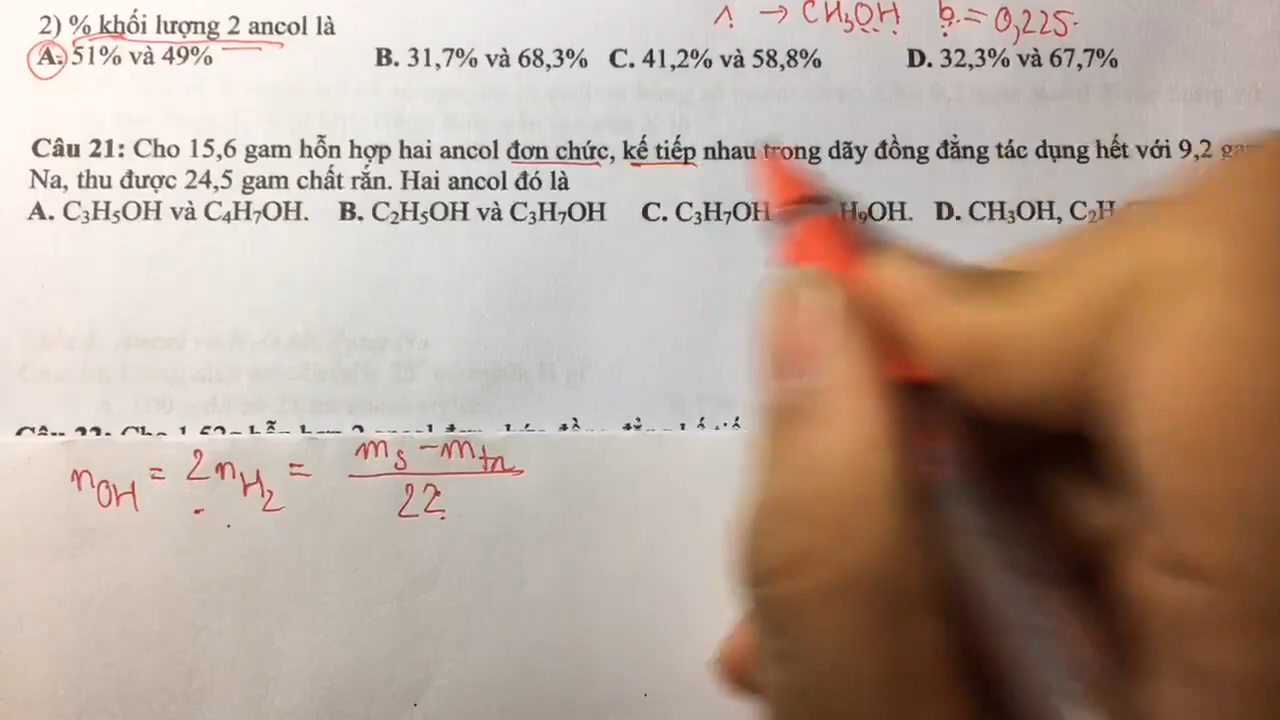 2) % khối lượng 2 ancol là
→ CH3OH b = 0,225
A. 51% và 49% B. 31,7% và 68,3% C. 41,2% và 58,8% D. 32,3% và 67,7%
Câu 21: Cho 15,6 gam hỗn hợp hai ancol đơn chức, kế tiếp nhau trong dãy đồng đẳng tác dụng hết với 9,2
Na, thu được 24,5 gam chất rắn. Hai ancol đó là
A. C3H5OH và C4H7OH. B. C2H5OH và C3H7OH C. C3H7OH H9OH. D. CH3OH, C2H
nOH = 2nH2 = (ms - mtr)/22